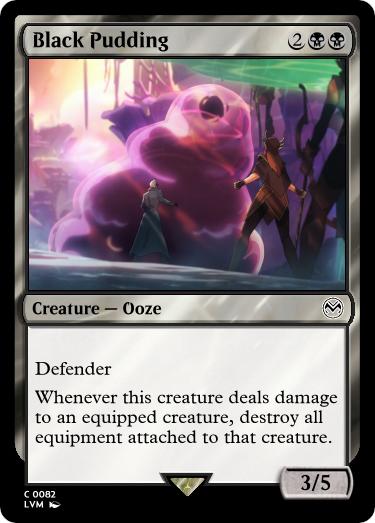 Black Pudding 2
Creature — Ooze
Defender
Whenever this creature deals damage
to an equipped creature, destroy all
equipment attached to that creature.
3/5
C 0082
LVM